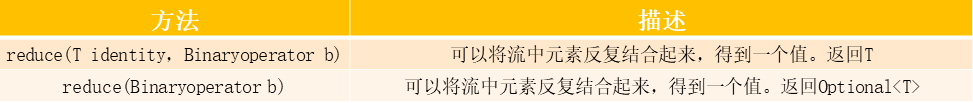 方法 描述
reduce(T identity, Binaryoperator b) 可以将流中元素反复结合起来，得到一个值。返回T
reduce(Binaryoperator b) 可以将流中元素反复结合起来，得到一个值。返回Optional<T>